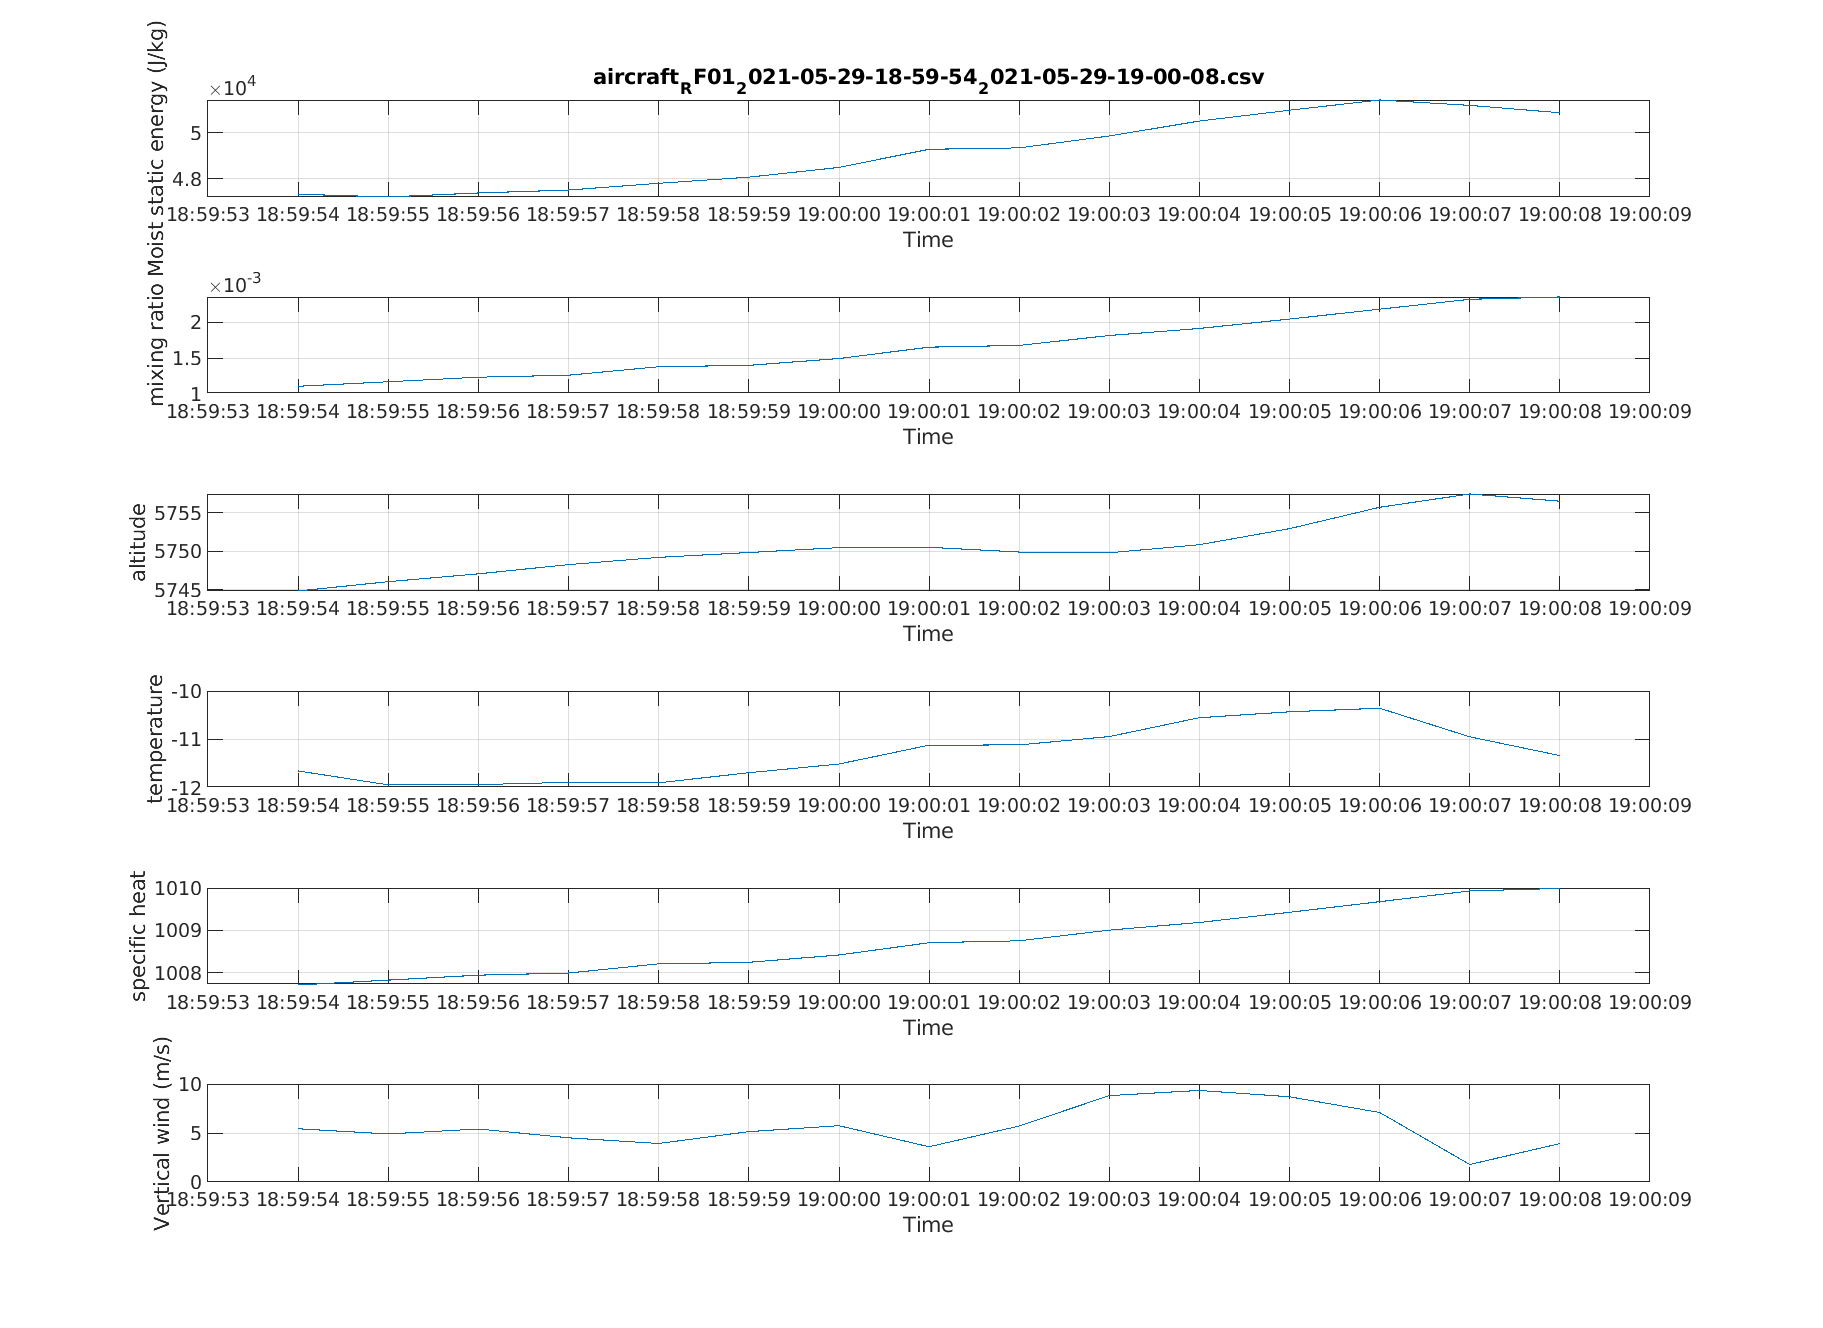 aircraft_RF01_2021-05-29-18-59-54_2021-05-29-19-00-08.csv
×10^4
Moist static energy (J/kg)
5
4.8
18:59:53 18:59:54 18:59:55 18:59:56 18:59:57 18:59:58 18:59:59 19:00:00 19:00:01 19:00:02 19:00:03 19:00:04 19:00:05 19:00:06 19:00:07 19:00:08 19:00:09
Time
×10^-3
mixing ratio
2
1.5
1
18:59:53 18:59:54 18:59:55 18:59:56 18:59:57 18:59:58 18:59:59 19:00:00 19:00:01 19:00:02 19:00:03 19:00:04 19:00:05 19:00:06 19:00:07 19:00:08 19:00:09
Time
altitude
5755
5750
5745
18:59:53 18:59:54 18:59:55 18:59:56 18:59:57 18:59:58 18:59:59 19:00:00 19:00:01 19:00:02 19:00:03 19:00:04 19:00:05 19:00:06 19:00:07 19:00:08 19:00:09
Time
temperature
-10
-11
-12
18:59:53 18:59:54 18:59:55 18:59:56 18:59:57 18:59:58 18:59:59 19:00:00 19:00:01 19:00:02 19:00:03 19:00:04 19:00:05 19:00:06 19:00:07 19:00:08 19:00:09
Time
specific heat
1010
1009
1008
18:59:53 18:59:54 18:59:55 18:59:56 18:59:57 18:59:58 18:59:59 19:00:00 19:00:01 19:00:02 19:00:03 19:00:04 19:00:05 19:00:06 19:00:07 19:00:08 19:00:09
Time
Vertical wind (m/s)
10
5
0
18:59:53 18:59:54 18:59:55 18:59:56 18:59:57 18:59:58 18:59:59 19:00:00 19:00:01 19:00:02 19:00:03 19:00:04 19:00:05 19:00:06 19:00:07 19:00:08 19:00:09
Time